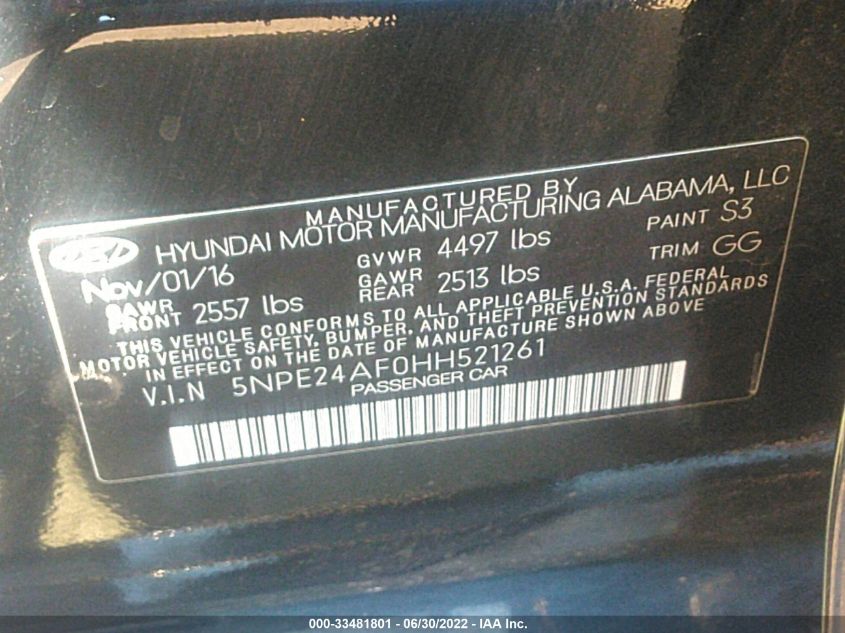 MANUFACTURED BY
HYUNDAI MOTOR MANUFACTURING ALABAMA, LLC
Nov/01/16 GVWR 4497 lbs PAINT S3
GAWR FRONT 2557 lbs GAWR REAR 2513 lbs TRIM GG
THIS VEHICLE CONFORMS TO ALL APPLICABLE U.S.A. FEDERAL
MOTOR VEHICLE SAFETY, BUMPER, AND THEFT PREVENTION STANDARDS
IN EFFECT ON THE DATE OF MANUFACTURE SHOWN ABOVE
V.I.N 5NPE24AF0HH521261
PASSENGER CAR
000-33481801 - 06/30/2022 - IAA Inc.